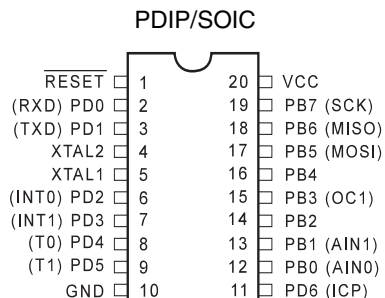 PDIP/SOIC
RESET 1 20 VCC
(RXD) PD0 2 19 PB7 (SCK)
(TXD) PD1 3 18 PB6 (MISO)
XTAL2 4 17 PB5 (MOSI)
XTAL1 5 16 PB4
(INT0) PD2 6 15 PB3 (OC1)
(INT1) PD3 7 14 PB2
(T0) PD4 8 13 PB1 (AIN1)
(T1) PD5 9 12 PB0 (AIN0)
GND 10 11 PD6 (ICP)